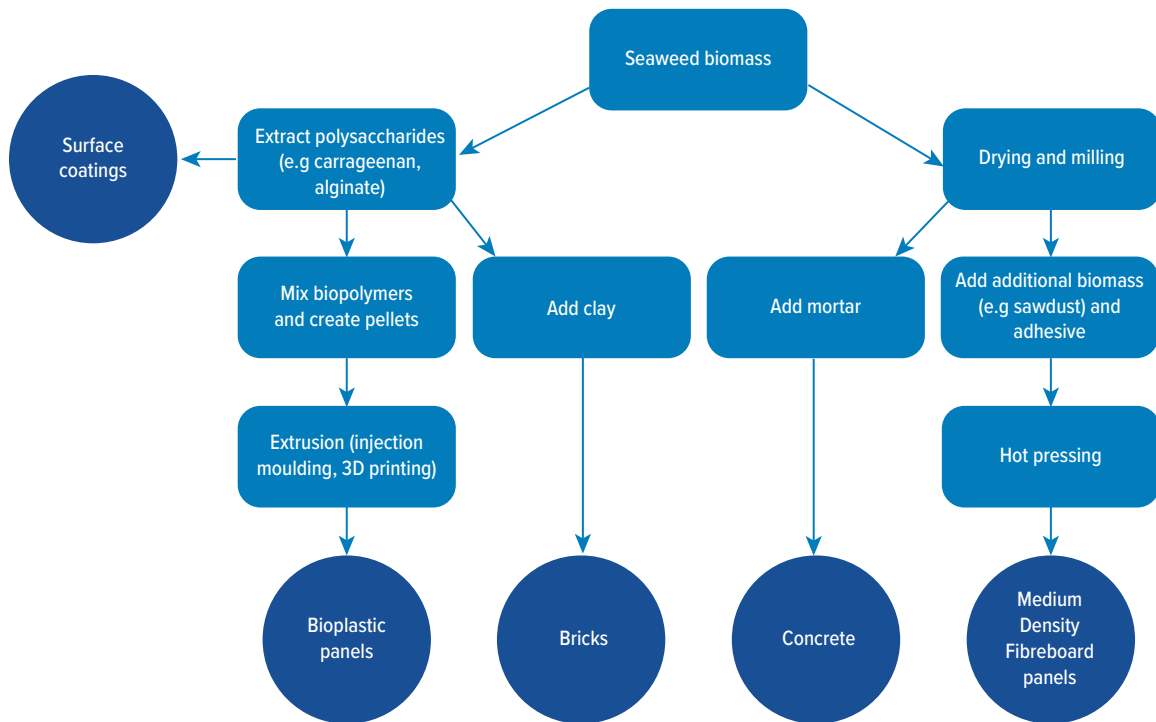 Seaweed biomass
Surface
coatings
Extract polysaccharides
(e.g carrageenan,
alginate)
Drying and milling
Mix biopolymers
and create pellets
Add clay
Add mortar
Add additional biomass
(e.g sawdust) and
adhesive
Extrusion (injection
moulding, 3D printing)
Hot pressing
Bioplastic
panels
Bricks
Concrete
Medium
Density
Fibreboard
panels